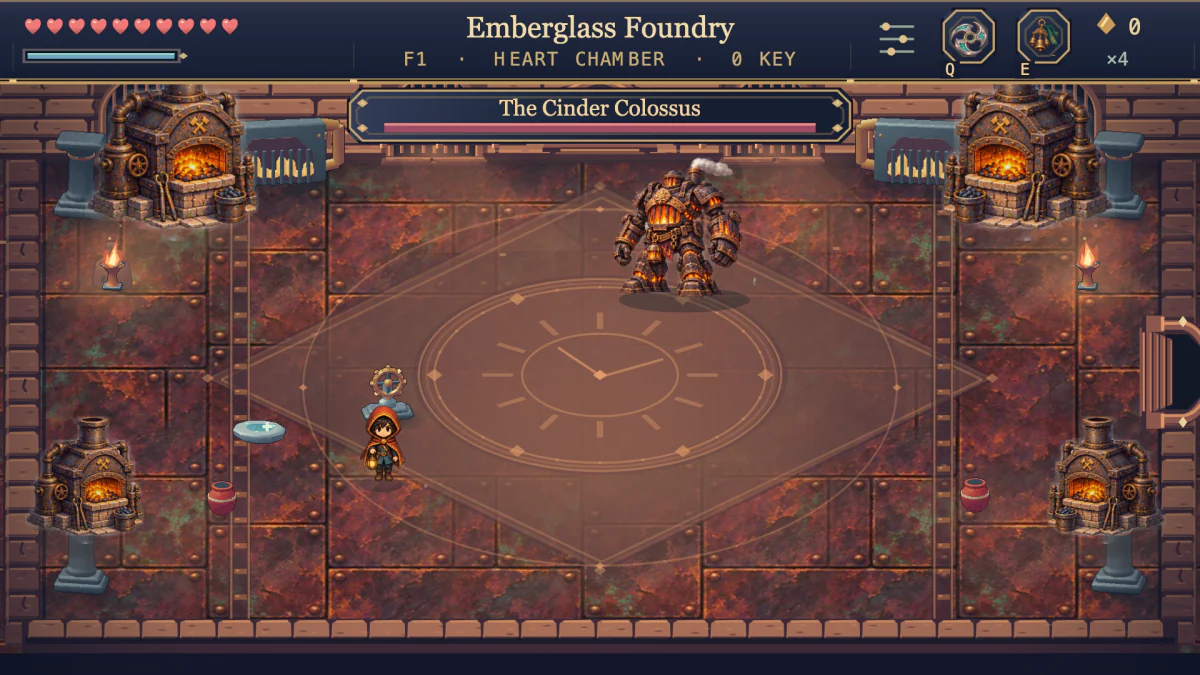 Emberglass Foundry
F1 · HEART CHAMBER · 0 KEY
Q
E
0
×4
The Cinder Colossus